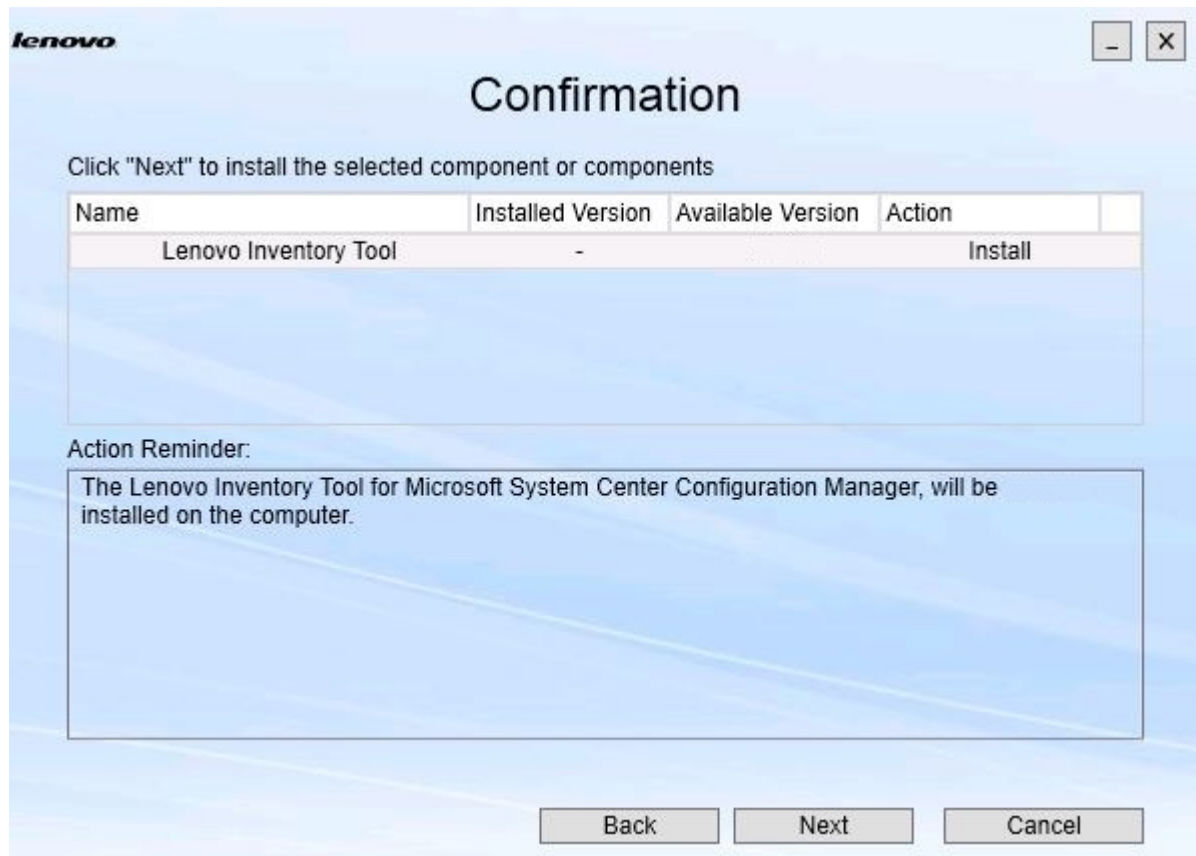 lenovo
_ X
Confirmation
Click "Next" to install the selected component or components
Name Installed Version Available Version Action
Lenovo Inventory Tool - Install
Action Reminder:
The Lenovo Inventory Tool for Microsoft System Center Configuration Manager, will be
installed on the computer.
Back Next Cancel